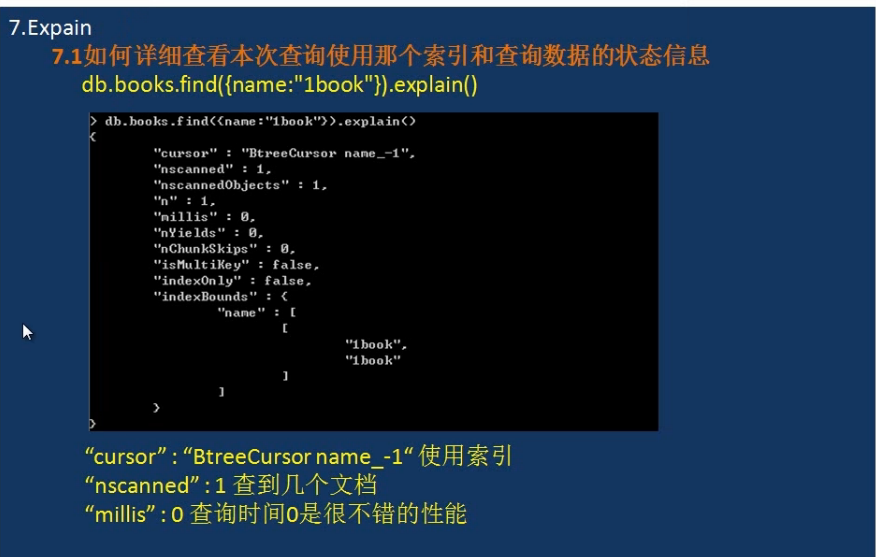 7.Expain
7.1如何详细查看本次查询使用那个索引和查询数据的状态信息
db.books.find({name:"1book"}).explain()
> db.books.find({name:"1book"}).explain()
{
"cursor" : "BtreeCursor name_-1",
"nscanned" : 1,
"nscannedObjects" : 1,
"n" : 1,
"millis" : 0,
"nYields" : 0,
"nChunkSkips" : 0,
"isMultiKey" : false,
"indexOnly" : false,
"indexBounds" : {
"name" : [
[
"1book",
"1book"
]
]
}
}
“cursor” : “BtreeCursor name_-1“ 使用索引
“nscanned” : 1 查到几个文档
“millis” : 0 查询时间0是很不错的性能